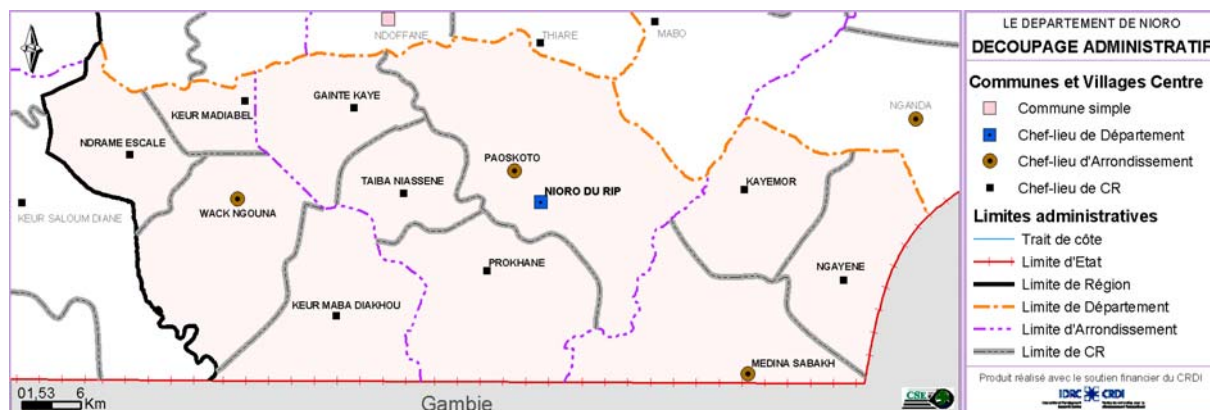 NDOFFANE
THIARE
MABO
KEUR MADIABEL
GAINTE KAYE
NGANDA
NDRAME ESCALE
PAOSKOTO
TAIBA NIASSENE
KAYEMOR
NIORO DU RIP
KEUR SALOUM DIANE
WACK NGOUNA
PROKHANE
NGAYENE
KEUR MABA DIAKHOU
MEDINA SABAKH
01,53 6
Km
Gambie
CSE
LE DEPARTEMENT DE NIORO
DECOUPAGE ADMINISTRATIF
Communes et Villages Centre
Commune simple
Chef-lieu de Département
Chef-lieu d'Arrondissement
Chef-lieu de CR
Limites administratives
Trait de côte
Limite d'Etat
Limite de Région
Limite de Département
Limite d'Arrondissement
Limite de CR
Produit réalisé avec le soutien financier du CRDI
IDRC CRDI